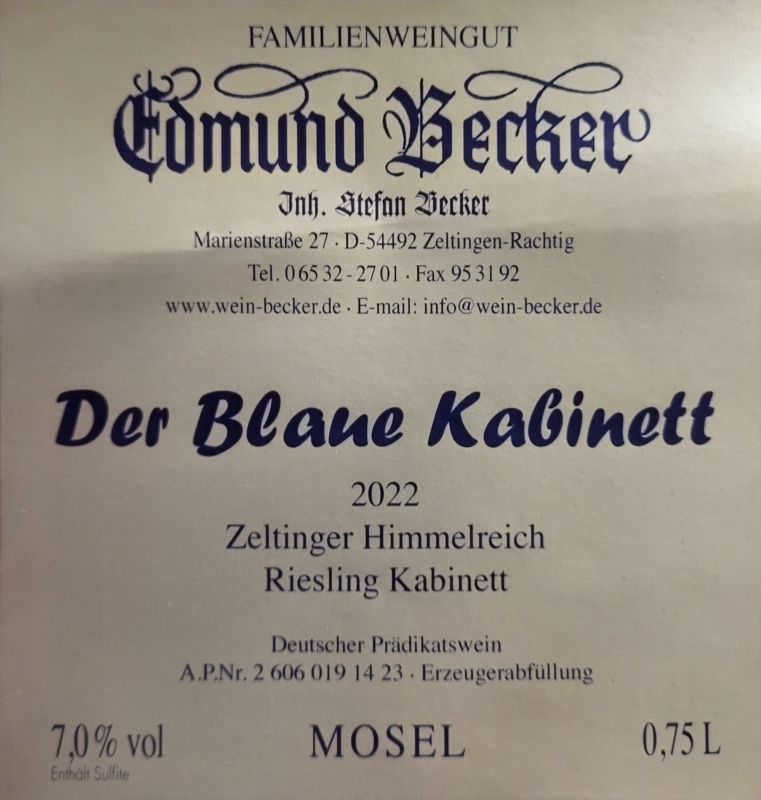 FAMILIENWEINGUT
Edmund Becker
Inh. Stefan Becker
Marienstraße 27 · D-54492 Zeltingen-Rachtig
Tel. 0 65 32 - 27 01 · Fax 95 31 92
www.wein-becker.de · E-mail: info@wein-becker.de
Der Blaue Kabinett
2022
Zeltinger Himmelreich
Riesling Kabinett
Deutscher Prädikatswein
A.P.Nr. 2 606 019 14 23 · Erzeugerabfüllung
7,0 % vol MOSEL 0,75 L
Enthält Sulfite